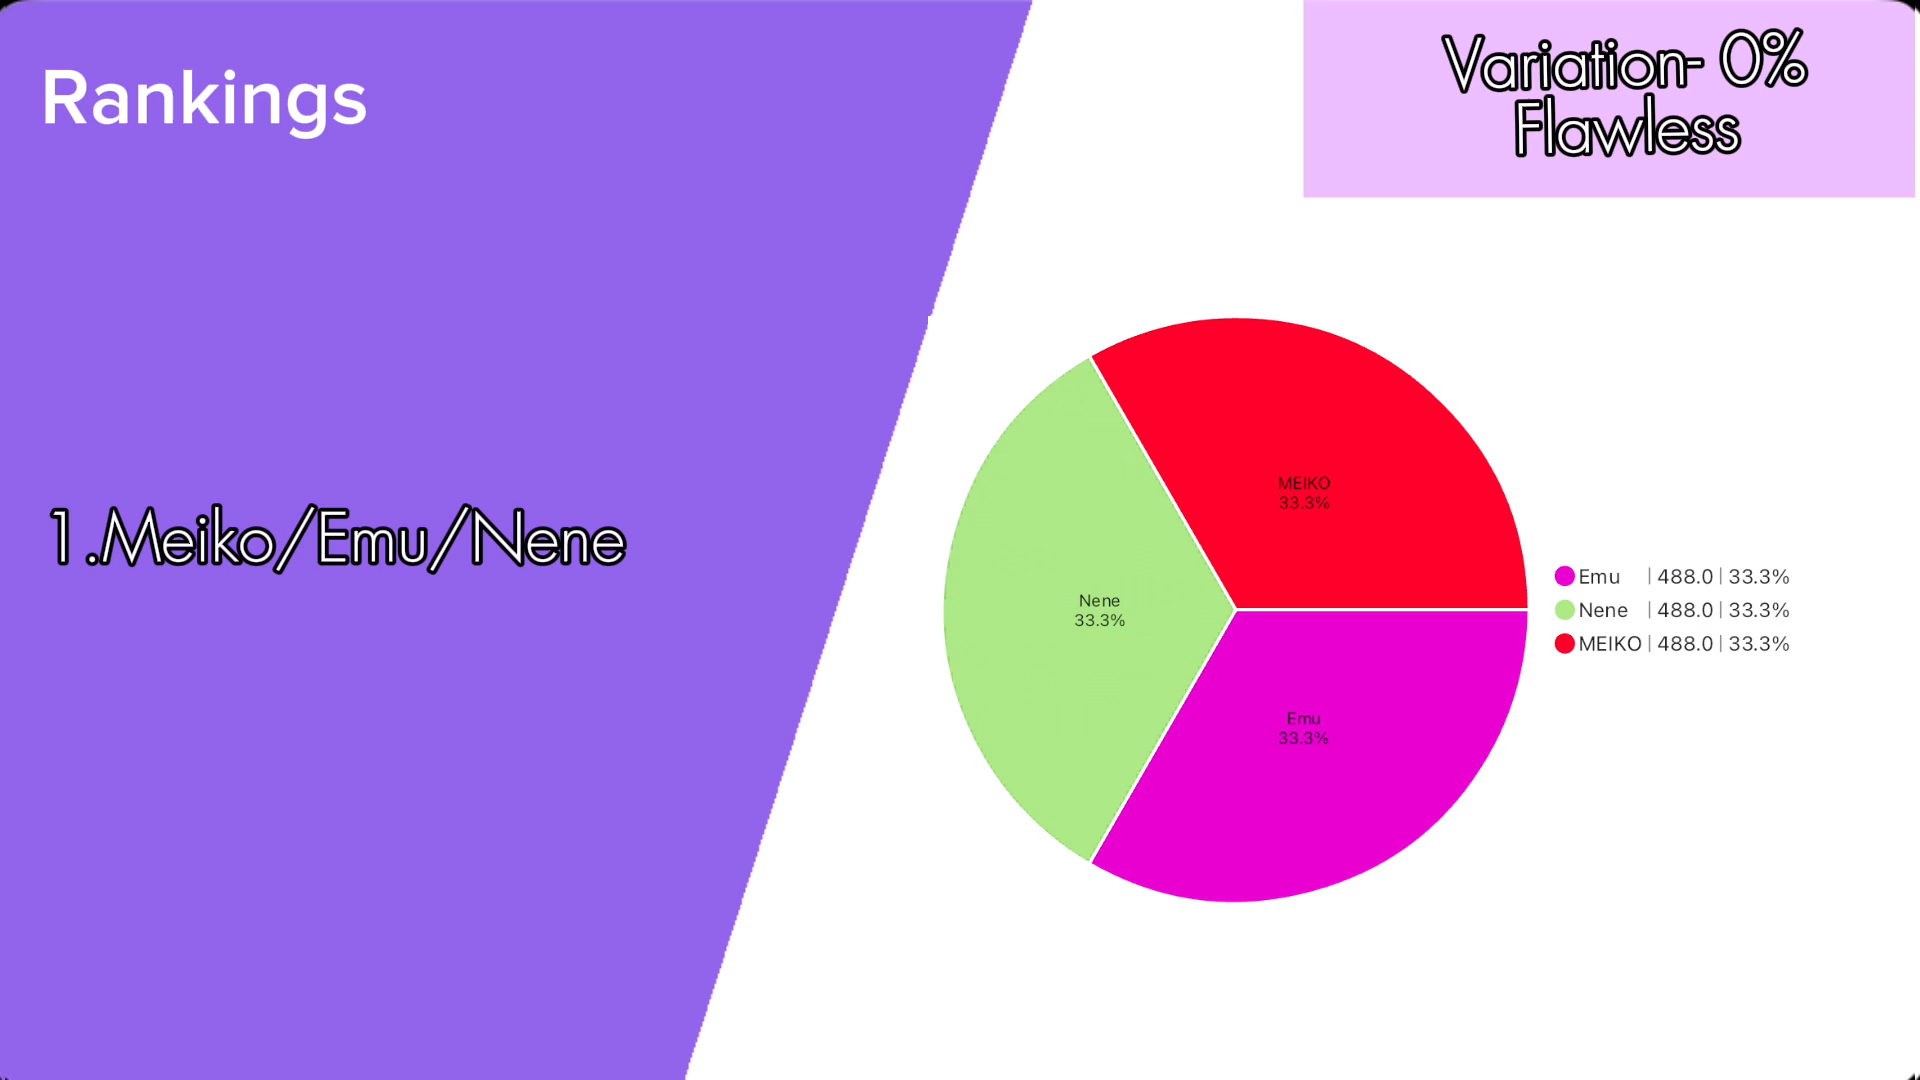 Rankings
Variation- 0%
Flawless
1.Meiko/Emu/Nene
MEIKO
33.3%
Nene
33.3%
Emu
33.3%
Emu | 488.0 | 33.3%
Nene | 488.0 | 33.3%
MEIKO | 488.0 | 33.3%